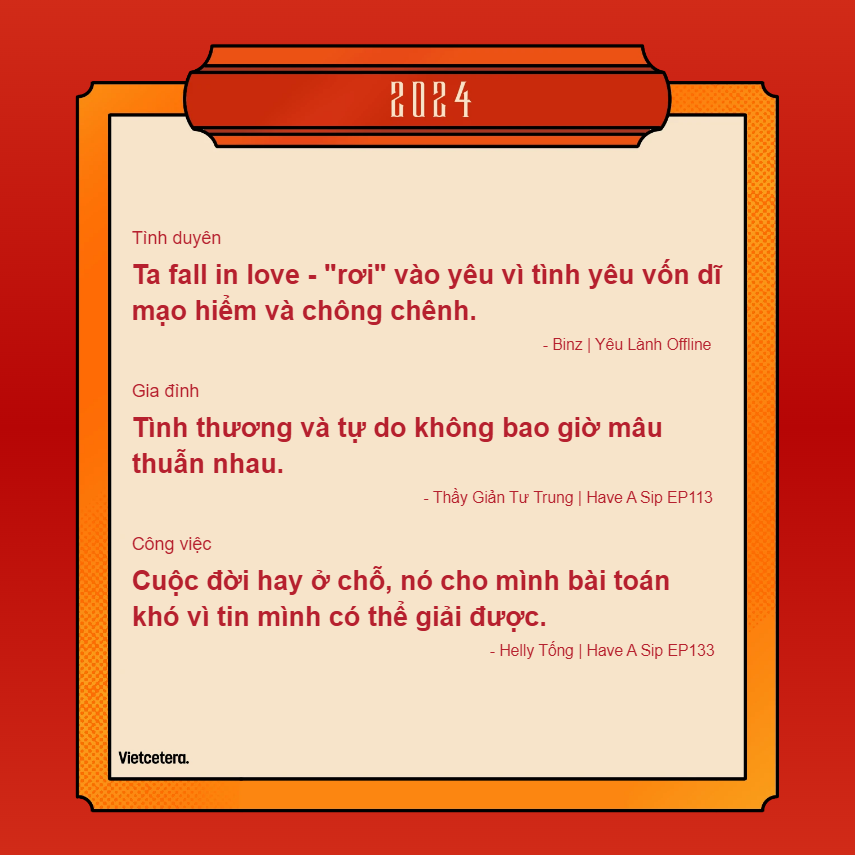 2024
Tình duyên
Ta fall in love - "rơi" vào yêu vì tình yêu vốn dĩ
mạo hiểm và chông chênh.
- Binz | Yêu Lành Offline
Gia đình
Tình thương và tự do không bao giờ mâu
thuẫn nhau.
- Thầy Giản Tư Trung | Have A Sip EP113
Công việc
Cuộc đời hay ở chỗ, nó cho mình bài toán
khó vì tin mình có thể giải được.
- Helly Tống | Have A Sip EP133
Vietcetera.